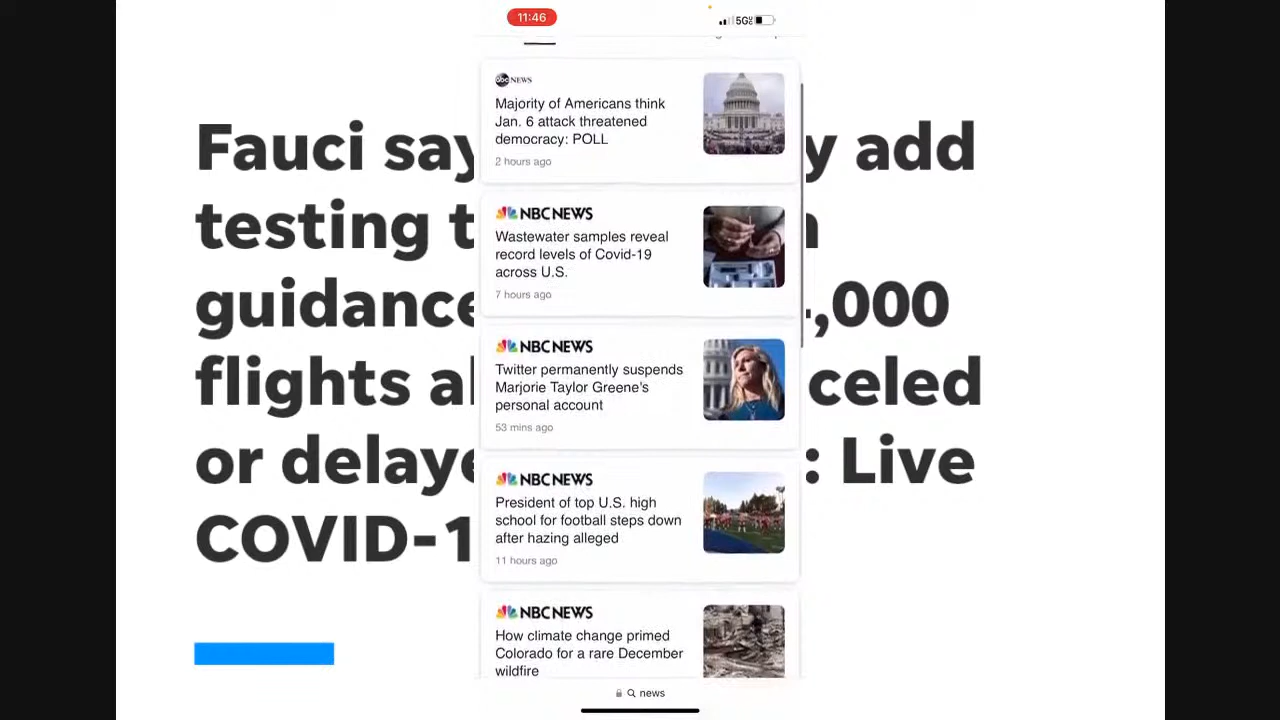 11:46
5G
abc NEWS
Majority of Americans think
Jan. 6 attack threatened
democracy: POLL
2 hours ago
NBC NEWS
Wastewater samples reveal
record levels of Covid-19
across U.S.
7 hours ago
NBC NEWS
Twitter permanently suspends
Marjorie Taylor Greene's
personal account
53 mins ago
NBC NEWS
President of top U.S. high
school for football steps down
after hazing alleged
11 hours ago
NBC NEWS
How climate change primed
Colorado for a rare December
wildfire
news
Fauci say y add
testing t
guidance ,000
flights celed
or delaye : Live
COVID-1